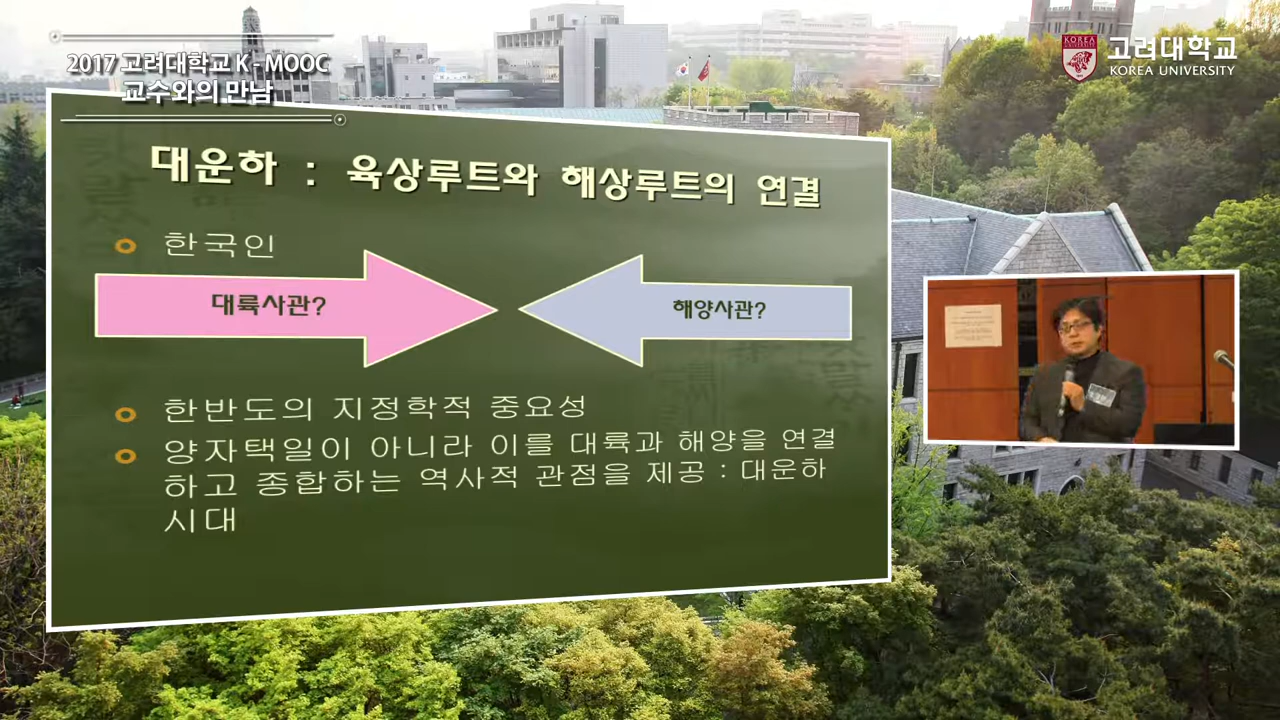 2017 고려대학교 K - MOOC
교수와의 만남
KOREA
고려대학교
KOREA UNIVERSITY
대운하 : 육상루트와 해상루트의 연결
한국인
대륙사관?
해양사관?
한반도의 지정학적 중요성
양자택일이 아니라 이를 대륙과 해양을 연결
하고 종합하는 역사적 관점을 제공 : 대운하
시대